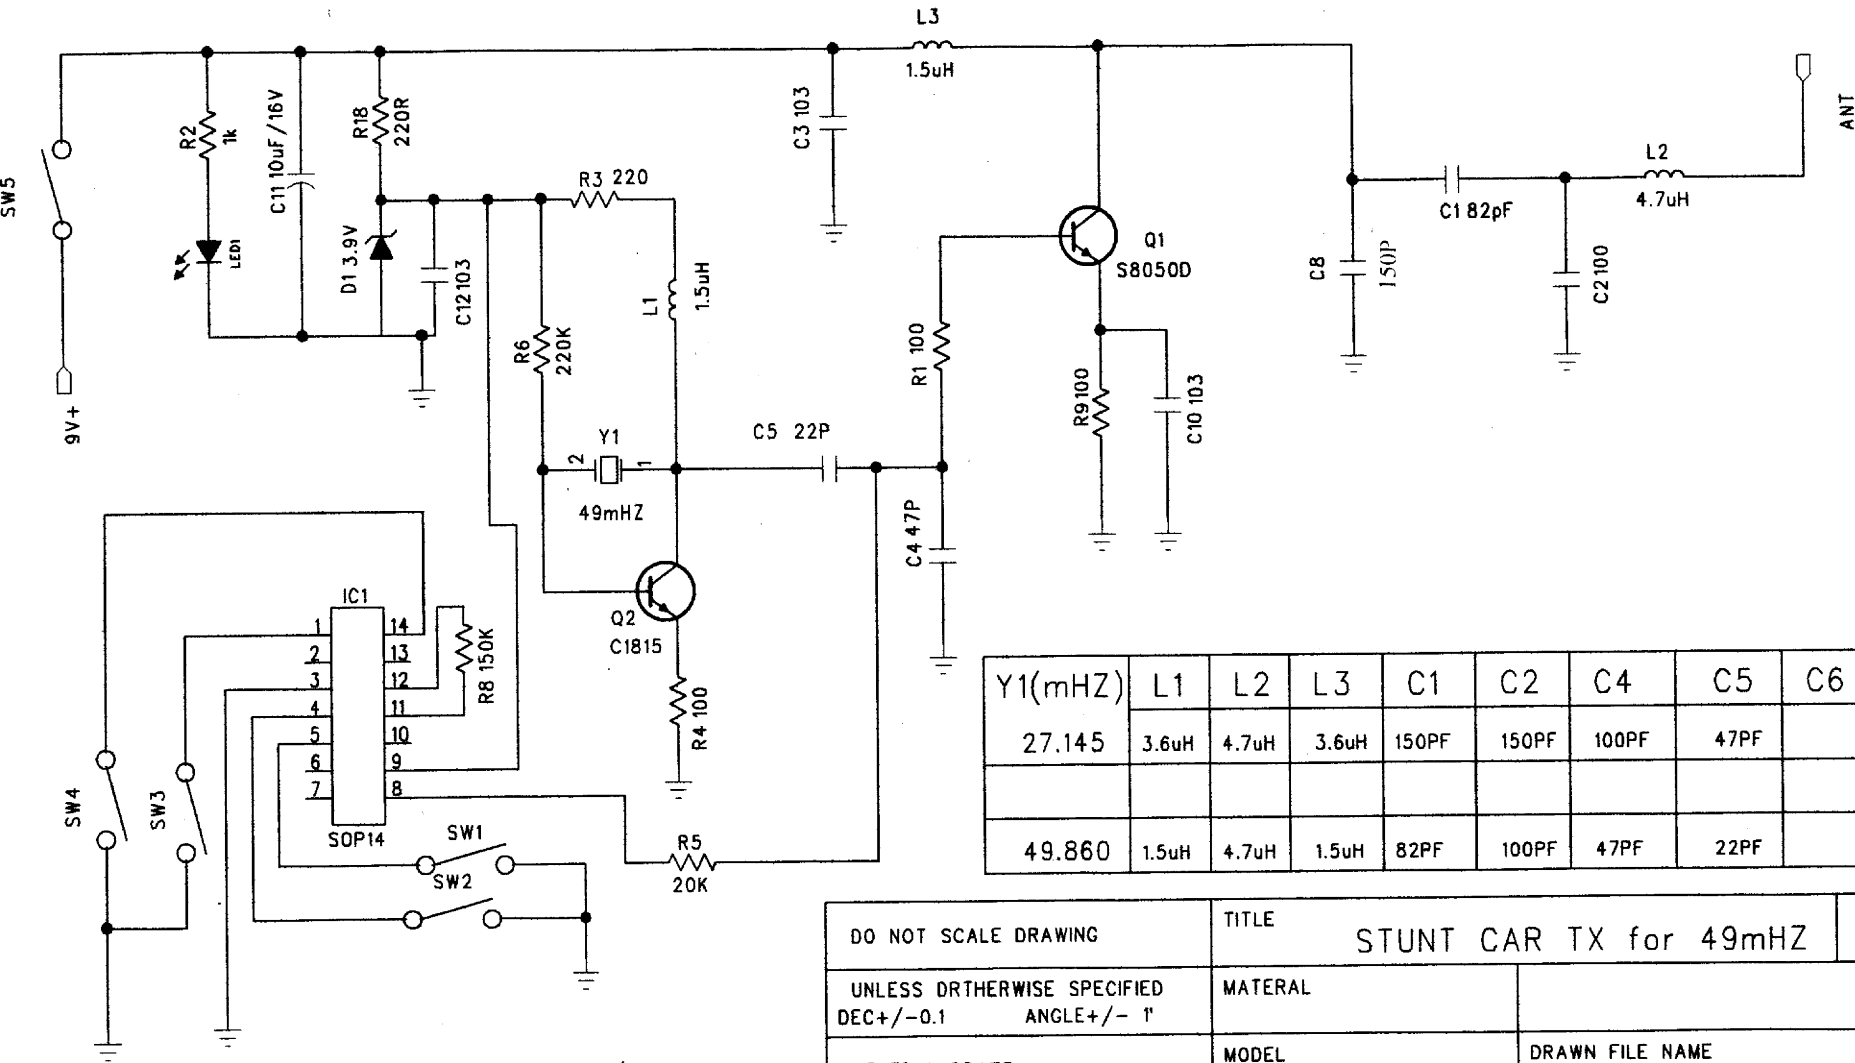 L3
1.5uH
SW5
9V+
R2
1k
LED1
C11 10uF/16V
R18
220R
D1 3.9V
C12 103
R3 220
L1
1.5uH
R6
220K
C3 103
Q1
S8050D
R1 100
R9 100
C10 103
C8
150P
C1 82pF
L2
4.7uH
C2 100
ANT
Y1
2
1
49mHZ
C5 22P
C4 47P
Q2
C1815
R4 100
IC1
1
2
3
4
5
6
7
14
13
12
11
10
9
8
SOP14
R8 150K
SW4
SW3
SW1
SW2
R5
20K
Y1(mHZ) L1 L2 L3 C1 C2 C4 C5 C6
27.145 3.6uH 4.7uH 3.6uH 150PF 150PF 100PF 47PF
49.860 1.5uH 4.7uH 1.5uH 82PF 100PF 47PF 22PF
DO NOT SCALE DRAWING
TITLE
STUNT CAR TX for 49mHZ
UNLESS DRTHERWISE SPECIFIED
DEC+/-0.1 ANGLE+/- 1'
MATERAL
MODEL
DRAWN FILE NAME